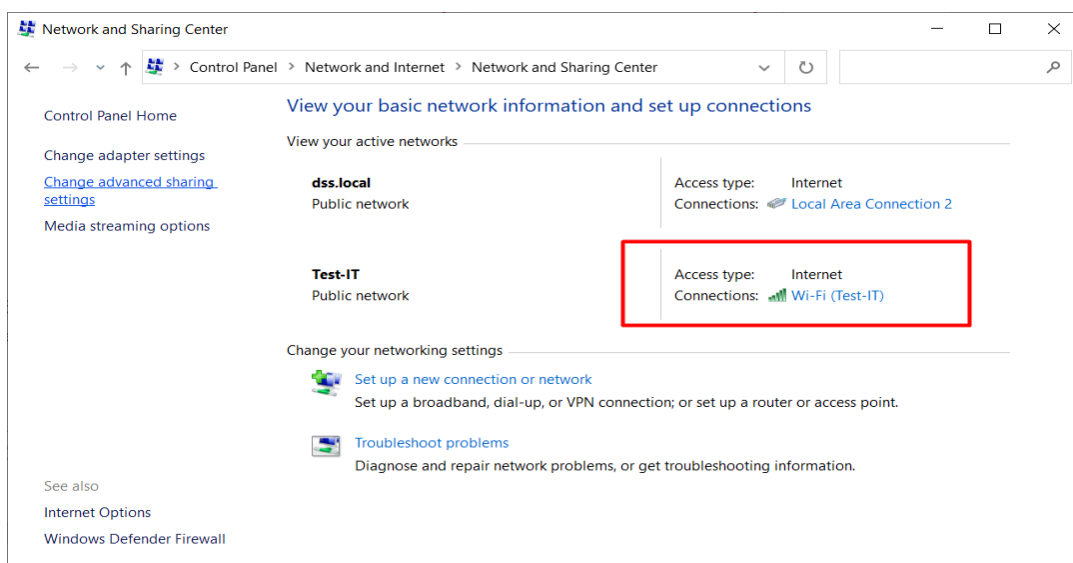 Network and Sharing Center
Control Panel > Network and Internet > Network and Sharing Center
Control Panel Home
Change adapter settings
Change advanced sharing
settings
Media streaming options
See also
Internet Options
Windows Defender Firewall
View your basic network information and set up connections
View your active networks
dss.local
Public network
Access type: Internet
Connections: Local Area Connection 2
Test-IT
Public network
Access type: Internet
Connections: Wi-Fi (Test-IT)
Change your networking settings
Set up a new connection or network
Set up a broadband, dial-up, or VPN connection; or set up a router or access point.
Troubleshoot problems
Diagnose and repair network problems, or get troubleshooting information.